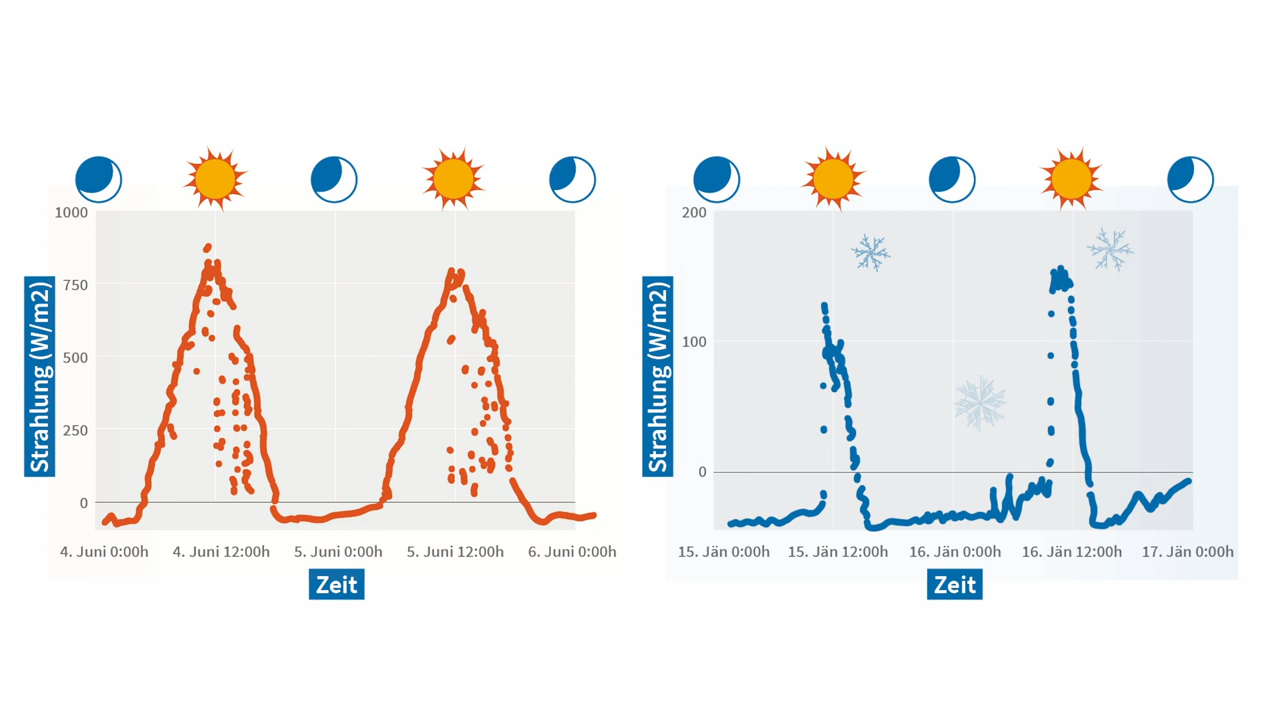 1000
750
500
250
0
Strahlung (W/m2)
4. Juni 0:00h
4. Juni 12:00h
5. Juni 0:00h
5. Juni 12:00h
6. Juni 0:00h
Zeit
200
100
0
Strahlung (W/m2)
15. Jän 0:00h
15. Jän 12:00h
16. Jän 0:00h
16. Jän 12:00h
17. Jän 0:00h
Zeit